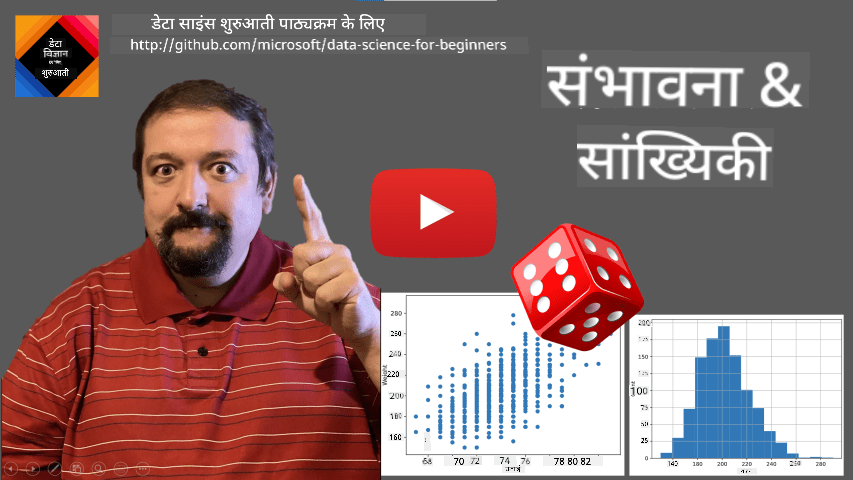 डेटा साइंस शुरुआती पाठ्यक्रम के लिए
http://github.com/microsoft/data-science-for-beginners
डेटा
विज्ञान
शुरुआती
संभावना &
सांख्यिकी
280
260
240
220
200
180
160
Weight
68 70 72 74 76 78 80 82
ऊंचाई
200
175
150
125
100
75
50
25
0
140 160 180 200 220 240 260 280